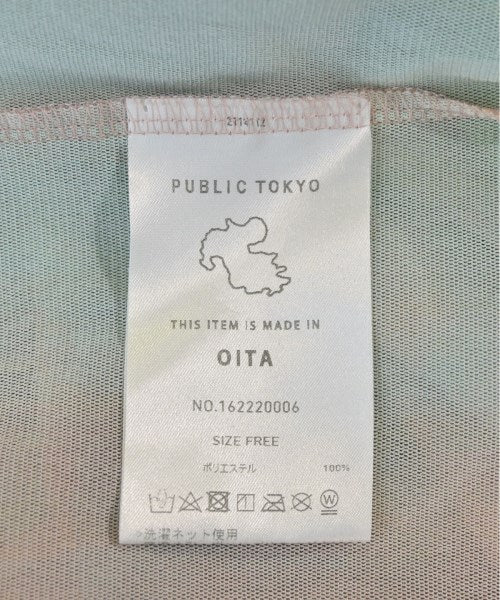 PUBLIC TOKYO
THIS ITEM IS MADE IN
OITA
NO.162220006
SIZE FREE
ポリエステル 100%
W
>洗濯ネット使用